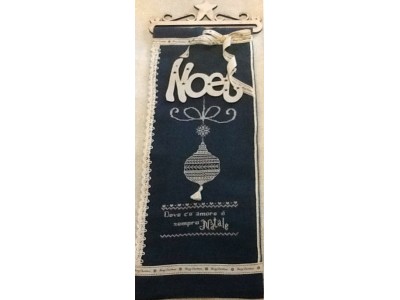 Noel
Dove c'è amore è
sempre Natale